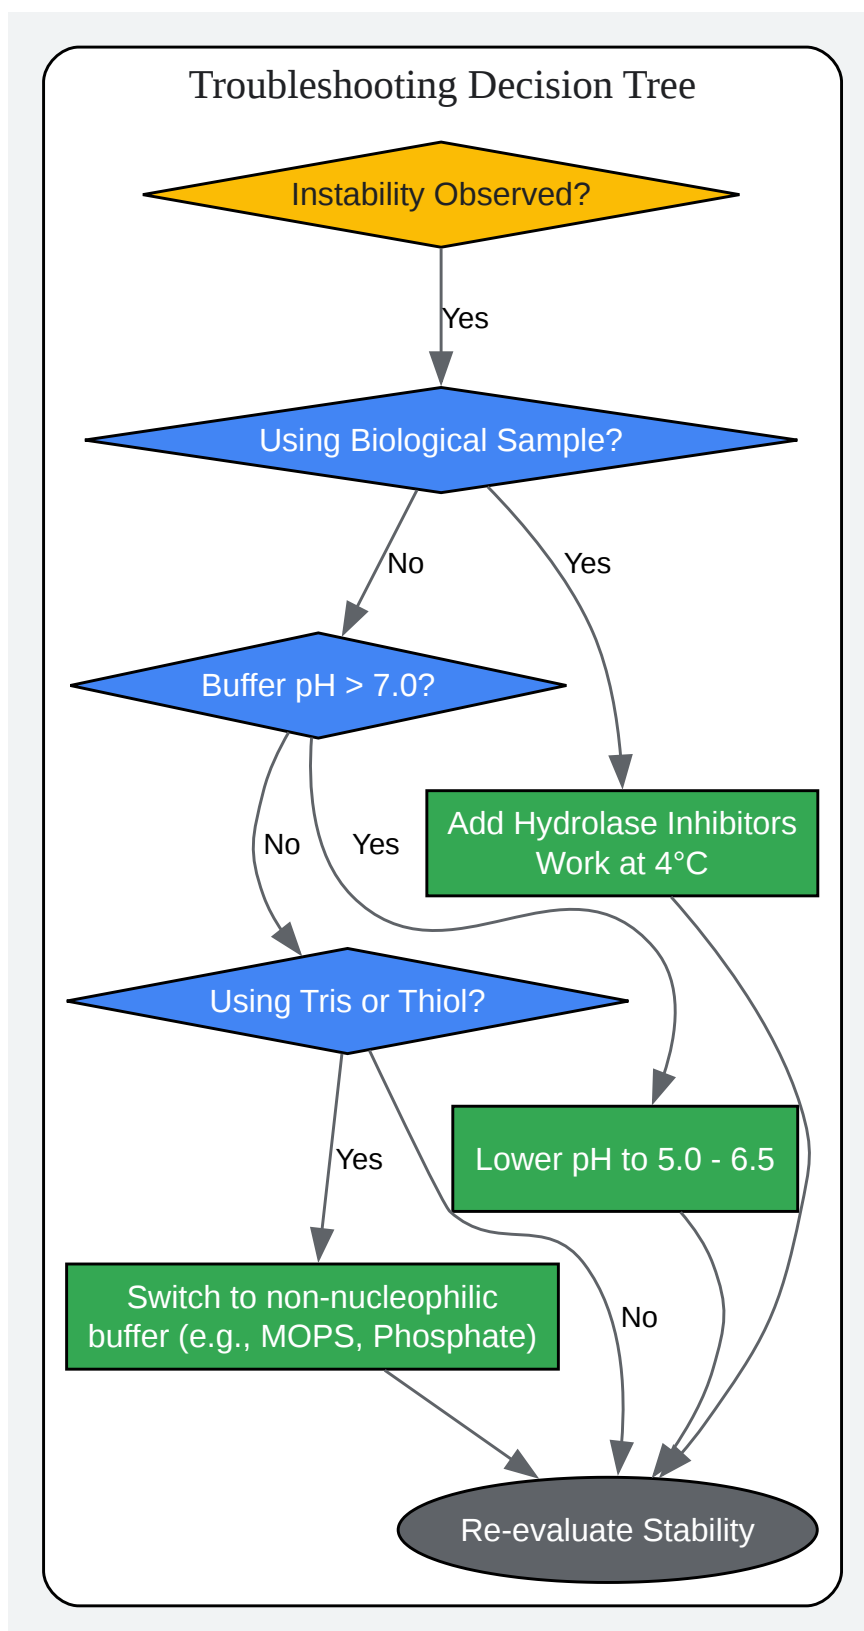 Troubleshooting Decision Tree
Instability Observed?
Yes
Using Biological Sample?
No
Yes
Buffer pH > 7.0?
Add Hydrolase Inhibitors
Work at 4°C
No
Yes
Using Tris or Thiol?
Yes
Lower pH to 5.0 - 6.5
Switch to non-nucleophilic
buffer (e.g., MOPS, Phosphate)
No
Re-evaluate Stability